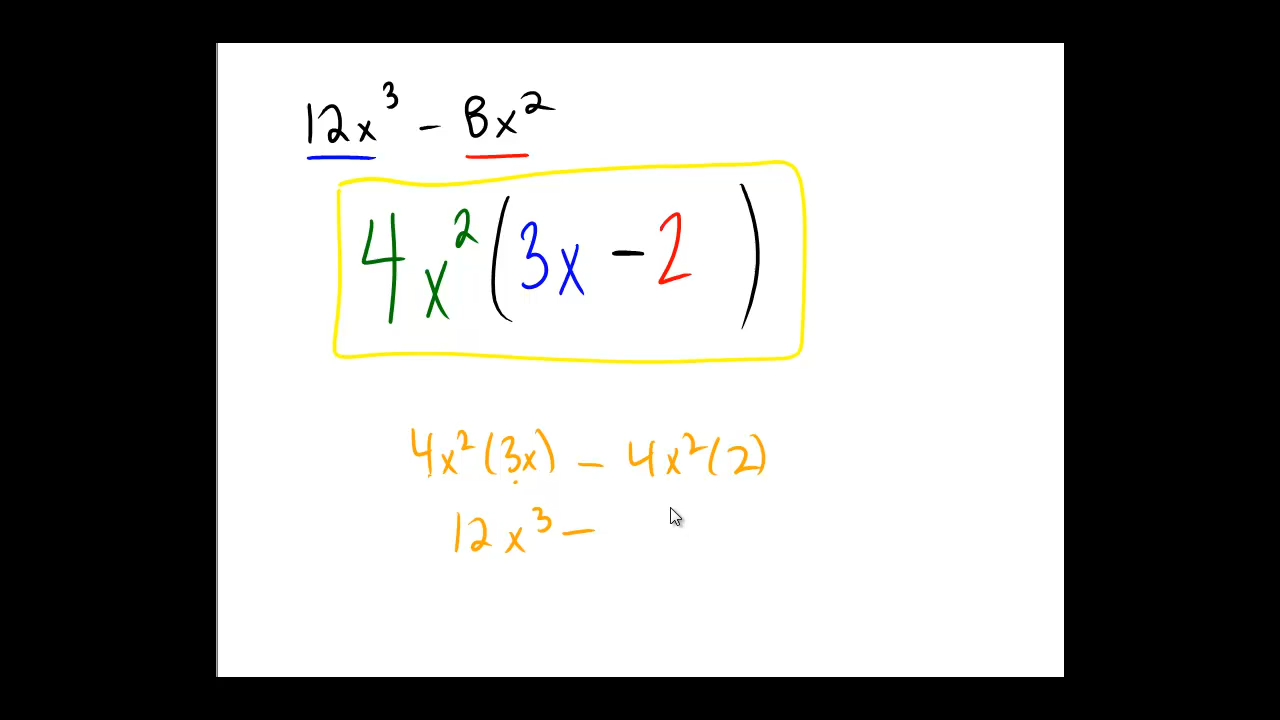 12x³ - 8x²
4x²(3x - 2)
4x²(3x) - 4x²(2)
12x³ -